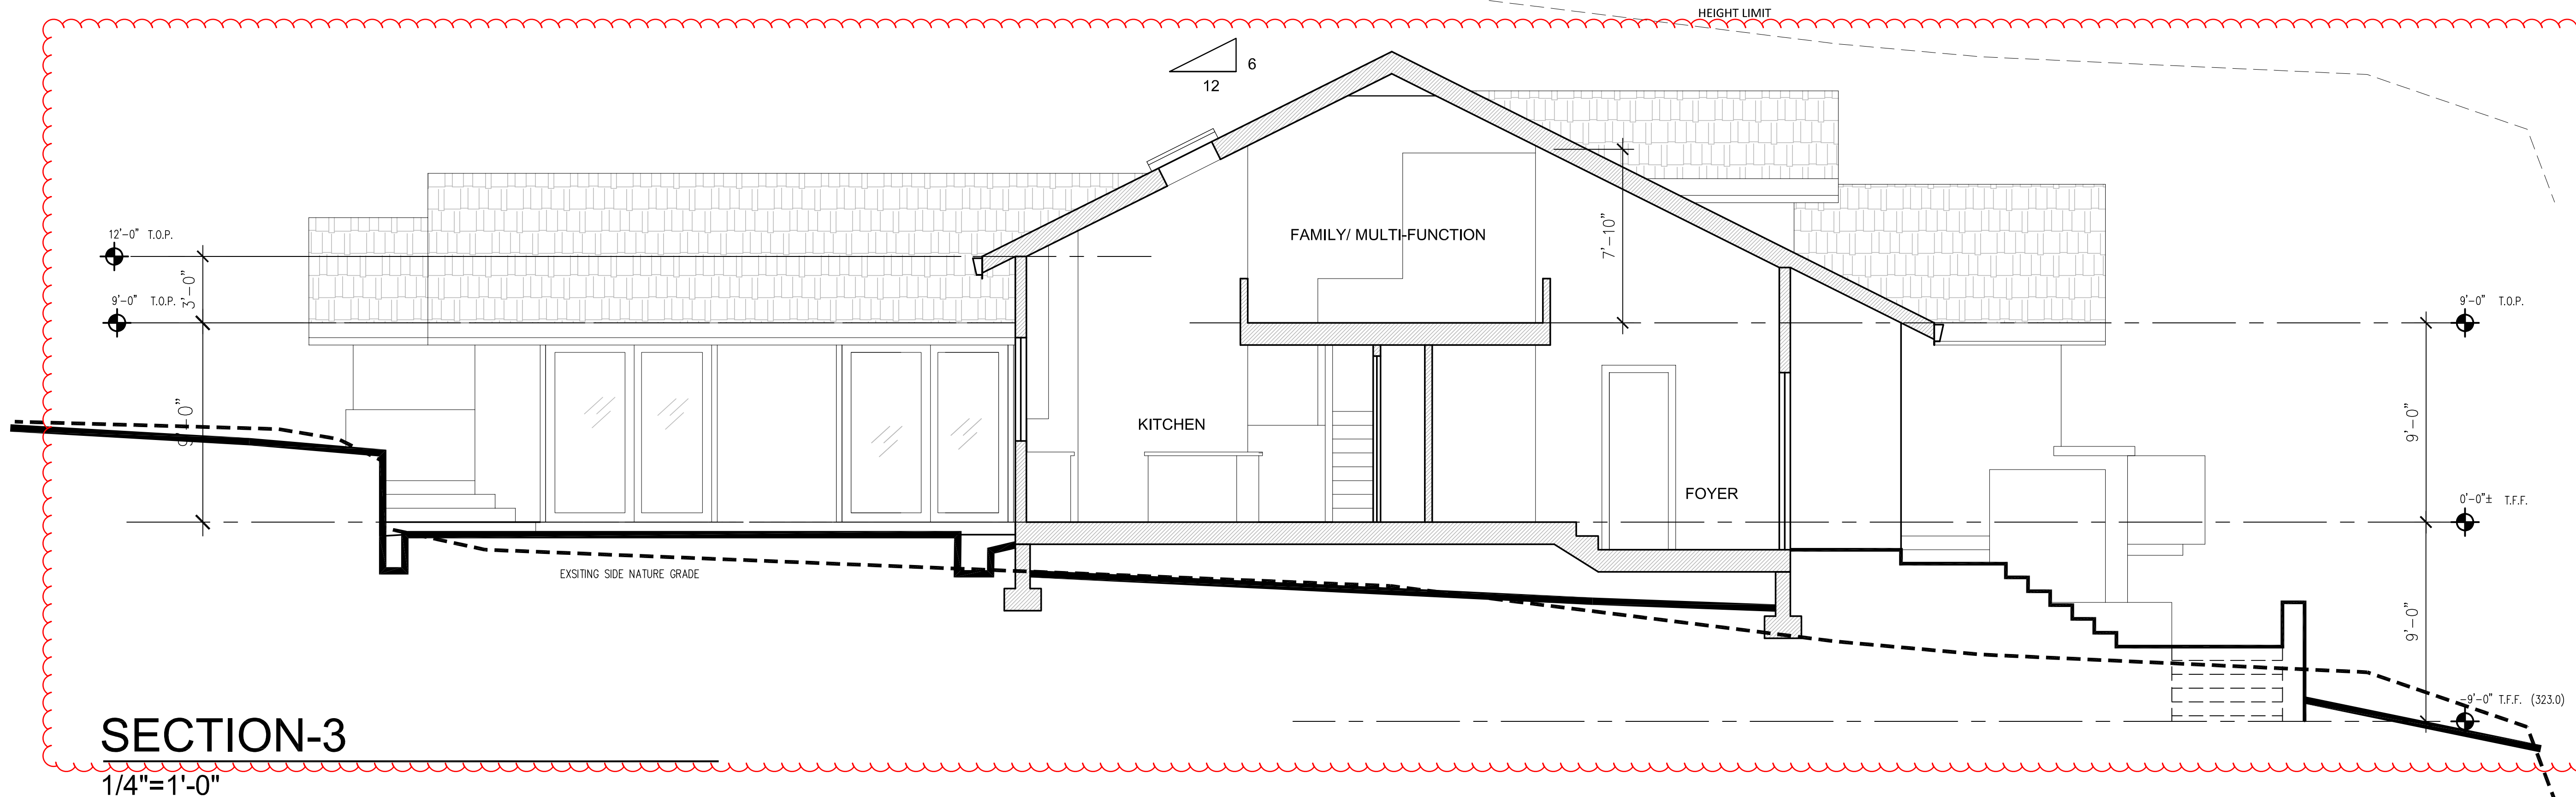 HEIGHT LIMIT
6
12
12'-0" T.O.P.
3'-0"
9'-0" T.O.P.
9'-0"
FAMILY/ MULTI-FUNCTION
7'-10"
9'-0" T.O.P.
KITCHEN
9'-0"
FOYER
0'-0"± T.F.F.
EXSITING SIDE NATURE GRADE
9'-0"
-9'-0" T.F.F. (323.0)
SECTION-3
1/4"=1'-0"